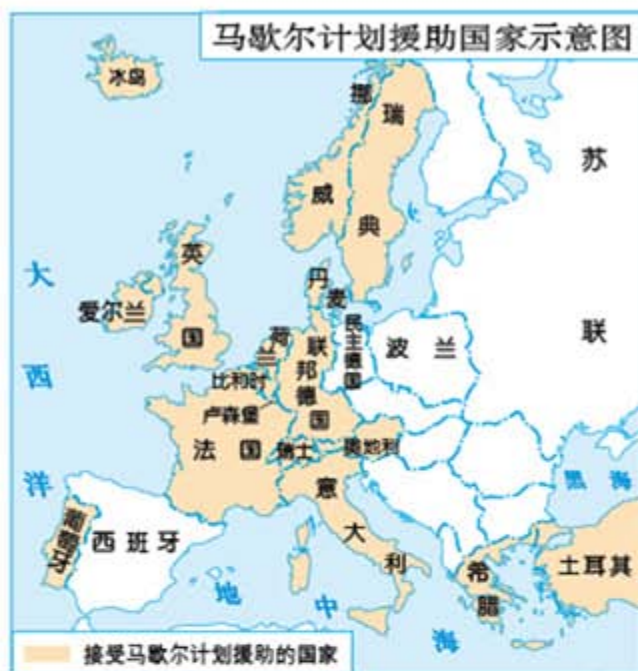 马歇尔计划援助国家示意图
冰岛
挪威
瑞典
苏联
英国
爱尔兰
丹麦
大西洋
荷兰
联邦德国
民主德国
波兰
比利时
卢森堡
法国
瑞士
奥地利
黑海
意大利
葡萄牙
西班牙
希腊
土耳其
地中海
接受马歇尔计划援助的国家